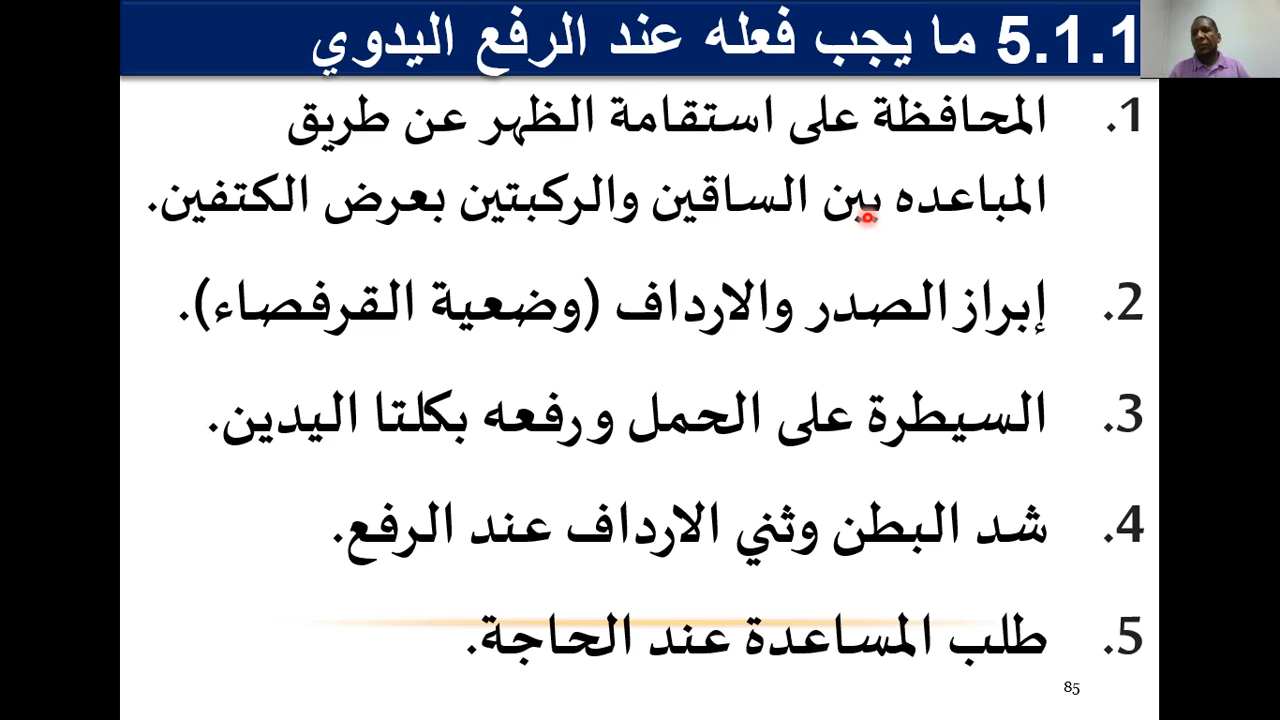 5.1.1 ما يجب فعله عند الرفع اليدوي
1. المحافظة على استقامة الظهر عن طريق
المباعده بين الساقين والركبتين بعرض الكتفين.
2. إبراز الصدر والارداف (وضعية القرفصاء).
3. السيطرة على الحمل ورفعه بكلتا اليدين.
4. شد البطن وثني الارداف عند الرفع.
5. طلب المساعدة عند الحاجة.
85